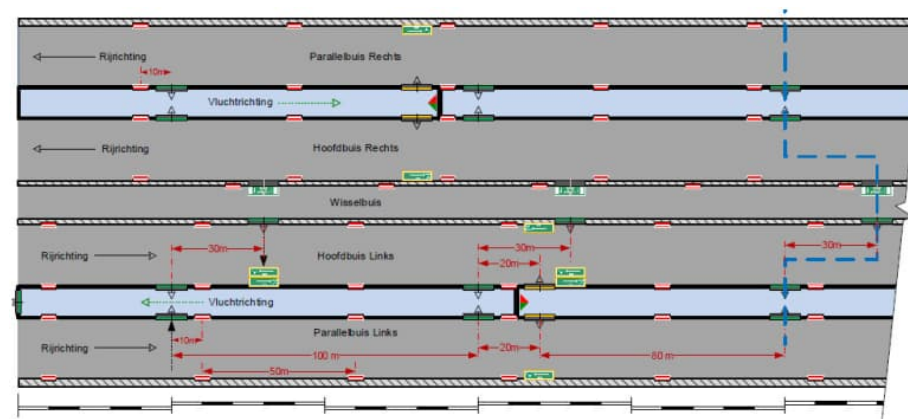 Rijrichting
Parallelbuis Rechts
10m
Vluchtrichting
Rijrichting
Hoofdbuis Rechts
Wisselbuis
30m
30m
30m
Rijrichting
Hoofdbuis Links
20m
Vluchtrichting
10m
Parallelbuis Links
Rijrichting
100 m
20m
80 m
50m